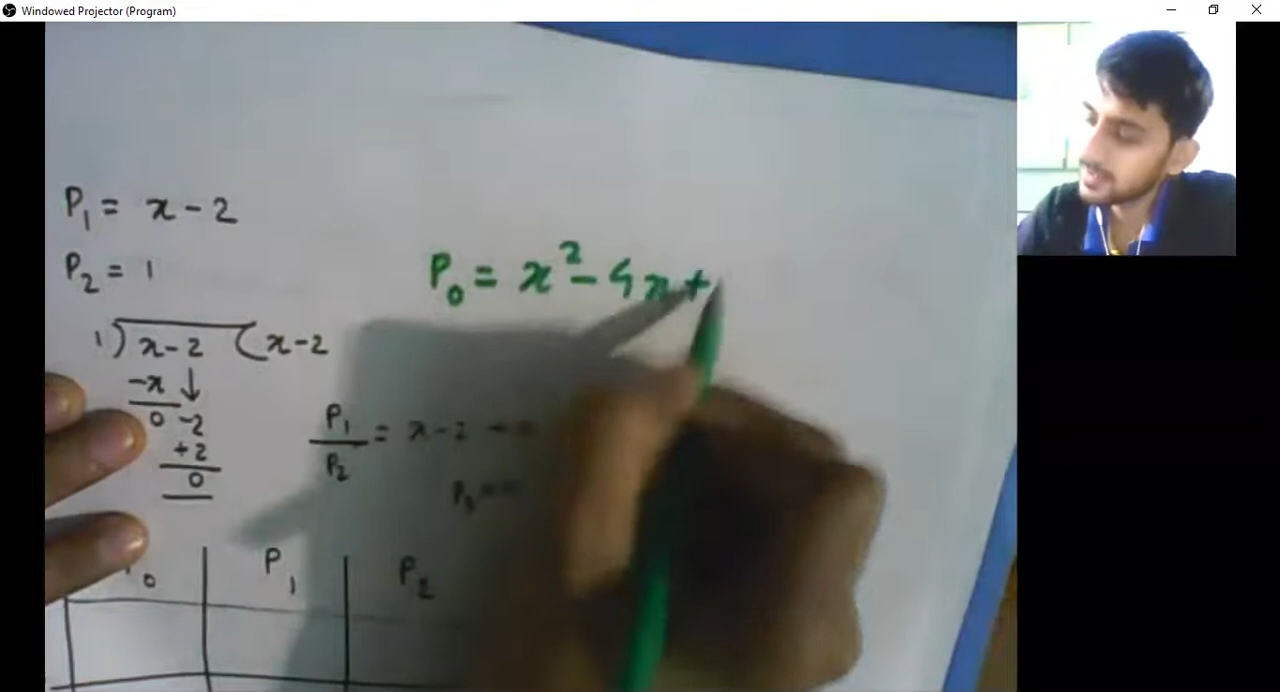 Windowed Projector (Program)
P₁ = x - 2
P₂ = 1
P₀ = x² - 4x +
1 ) x - 2 ( x - 2
-x ↓
0 -2
+2
0
P₁/P₂ = x - 2
P₁
P₂